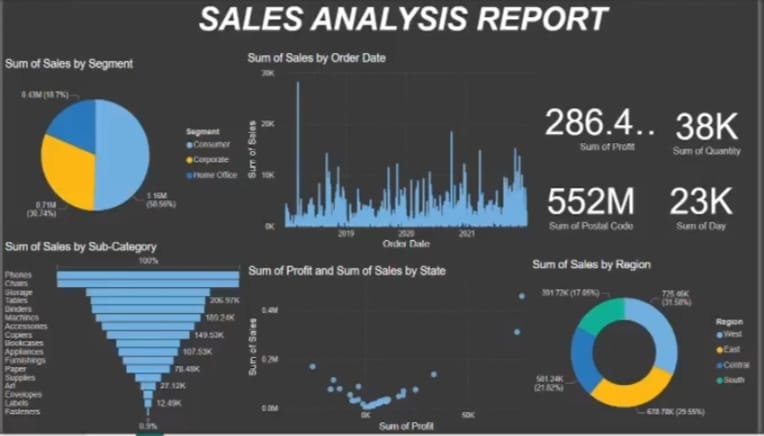 SALES ANALYSIS REPORT
Sum of Sales by Segment
0.43M (18.7%)
0.71M
(30.74%)
1.16M
(50.56%)
Segment
Consumer
Corporate
Home Office
Sum of Sales by Order Date
Sum of Sales
30K
20K
10K
0K
2019
2020
2021
Order Date
286.4..
Sum of Profit
38K
Sum of Quantity
552M
Sum of Postal Code
23K
Sum of Day
Sum of Sales by Sub-Category
100%
Phones
Chairs
Storage
Tables
206.97K
Binders
Machines
189.24K
Accessories
Copiers
149.53K
Bookcases
Appliances
107.53K
Furnishings
Paper
78.48K
Supplies
Art
27.12K
Envelopes
Labels
12.49K
Fasteners
0.9%
Sum of Profit and Sum of Sales by State
Sum of Sales
0.4M
0.2M
0.0M
0K
50K
Sum of Profit
Sum of Sales by Region
391.72K (17.05%)
725.46K
(31.58%)
501.24K
(21.82%)
678.78K (29.55%)
Region
West
East
Central
South